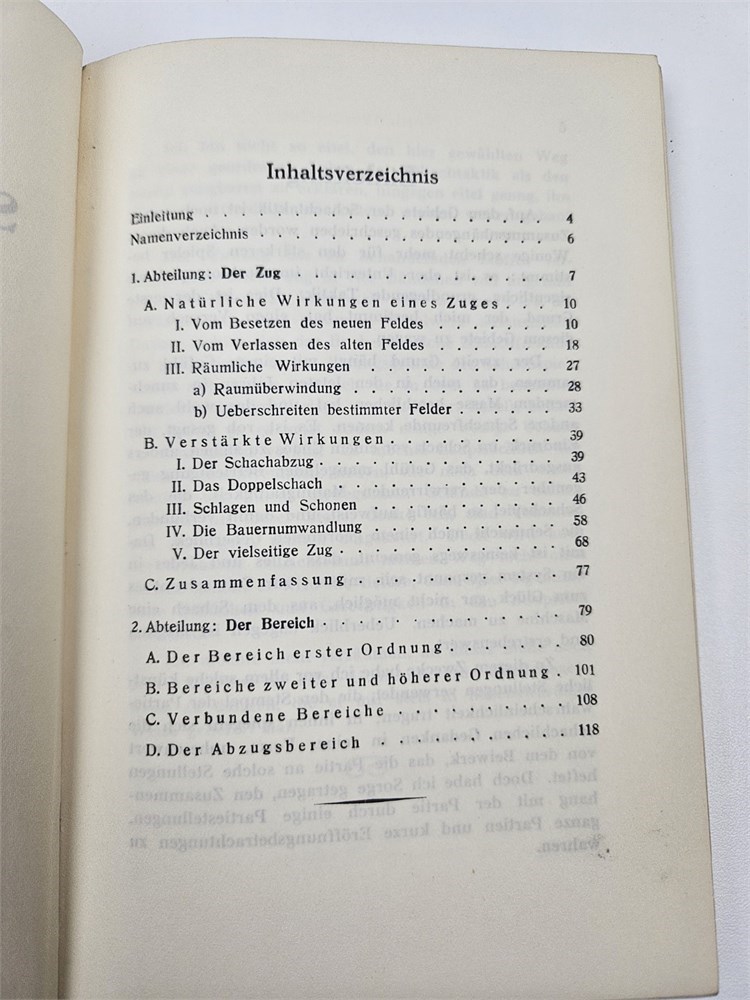 Inhaltsverzeichnis
Einleitung . . . . . . . . . . . . . . . . . . . 4
Namenverzeichnis . . . . . . . . . . . . . . . . 6
1. Abteilung: Der Zug . . . . . . . . . . . . . . 7
A. Natürliche Wirkungen eines Zuges . . . 10
I. Vom Besetzen des neuen Feldes . . . . . . . 10
II. Vom Verlassen des alten Feldes . . . . . . . 18
III. Räumliche Wirkungen . . . . . . . . . . 27
a) Raumüberwindung . . . . . . . . . . . 28
b) Ueberschreiten bestimmter Felder . . . . . 33
B. Verstärkte Wirkungen . . . . . . . . . 39
I. Der Schachabzug . . . . . . . . . . . . 39
II. Das Doppelschach . . . . . . . . . . . 43
III. Schlagen und Schonen . . . . . . . . . 46
IV. Die Bauernumwandlung . . . . . . . . . 58
V. Der vielseitige Zug . . . . . . . . . . . 68
C. Zusammenfassung . . . . . . . . . . 77
2. Abteilung: Der Bereich . . . . . . . . . . . . 79
A. Der Bereich erster Ordnung . . . . . . 80
B. Bereiche zweiter und höherer Ordnung . 101
C. Verbundene Bereiche . . . . . . . . . 108
D. Der Abzugsbereich . . . . . . . . . 118